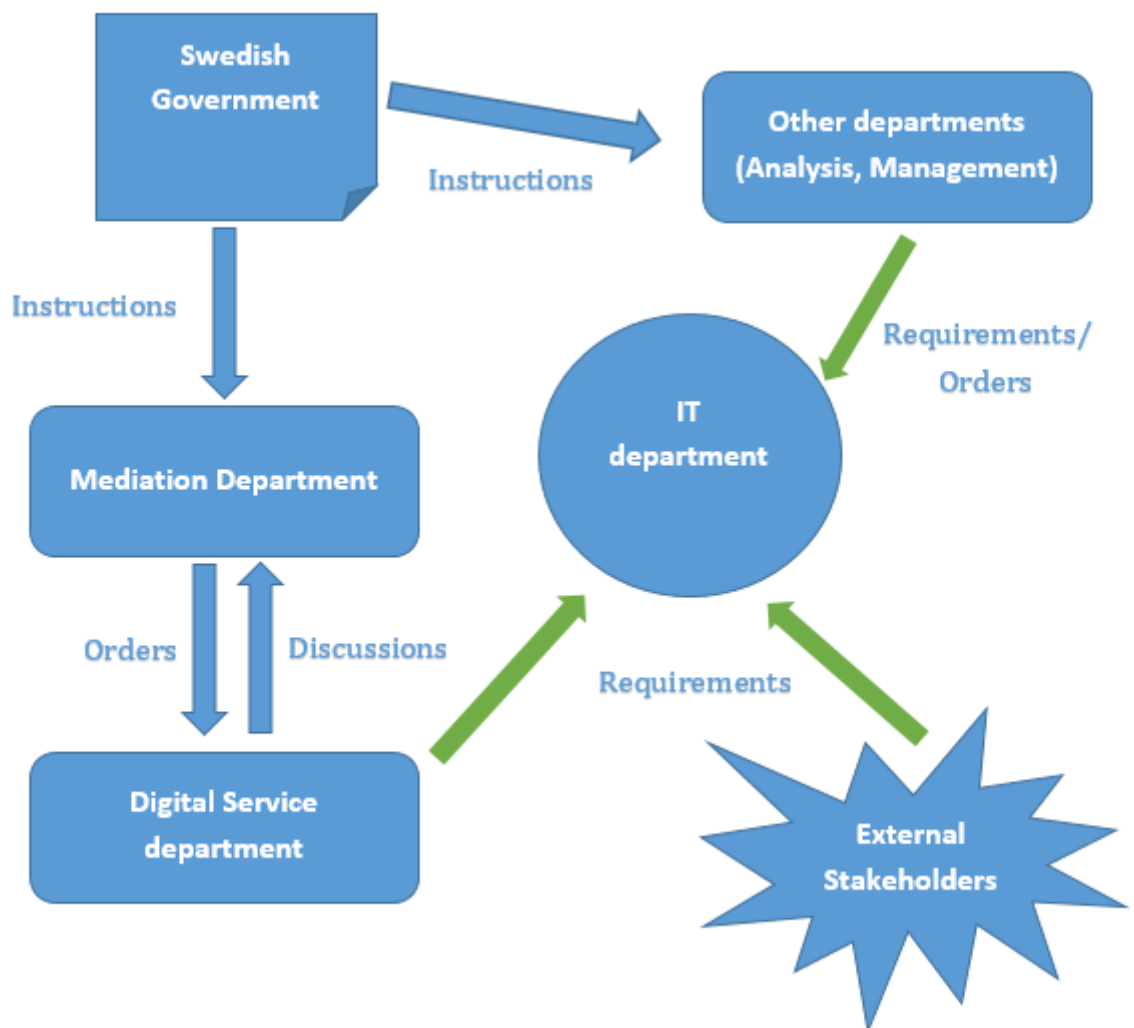 Swedish
Government
Other departments
(Analysis, Management)
Instructions
Instructions
Requirements/
Orders
IT
department
Mediation Department
Orders
Discussions
Requirements
Digital Service
department
External
Stakeholders